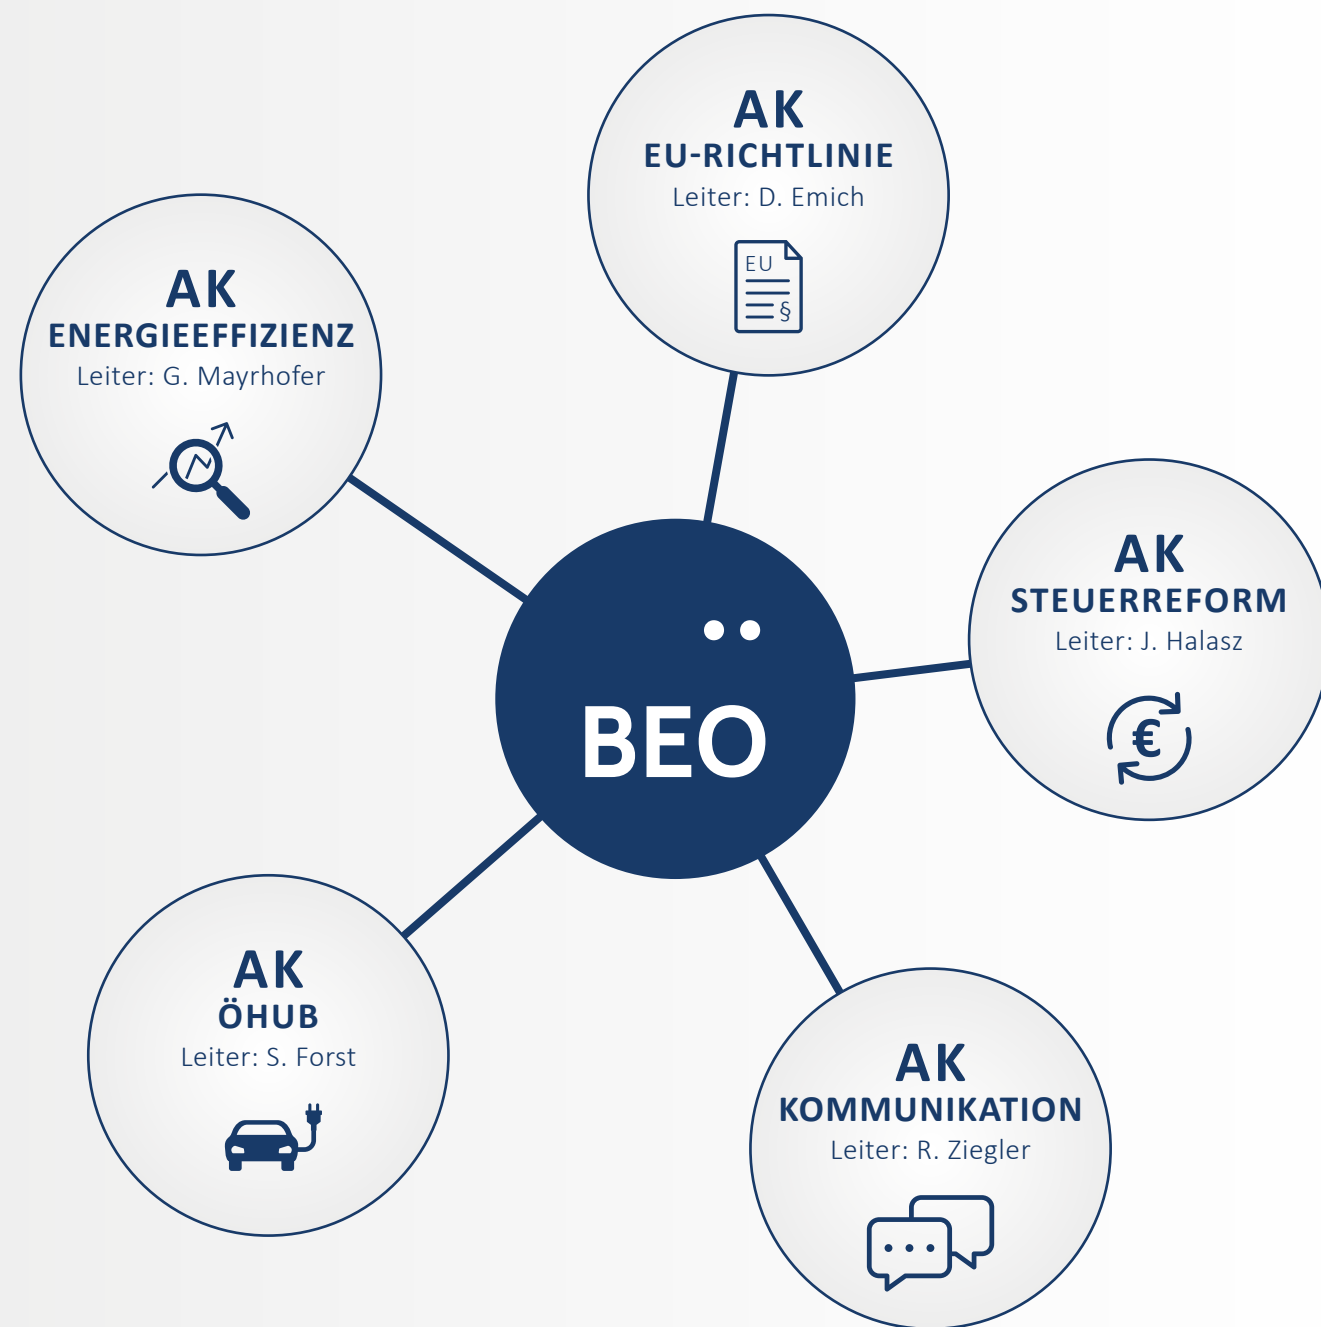 AK
EU-RICHTLINIE
Leiter: D. Emich
EU
§
AK
ENERGIEEFFIZIENZ
Leiter: G. Mayrhofer
AK
STEUERREFORM
Leiter: J. Halasz
€
BEÖ
AK
ÖHUB
Leiter: S. Forst
AK
KOMMUNIKATION
Leiter: R. Ziegler